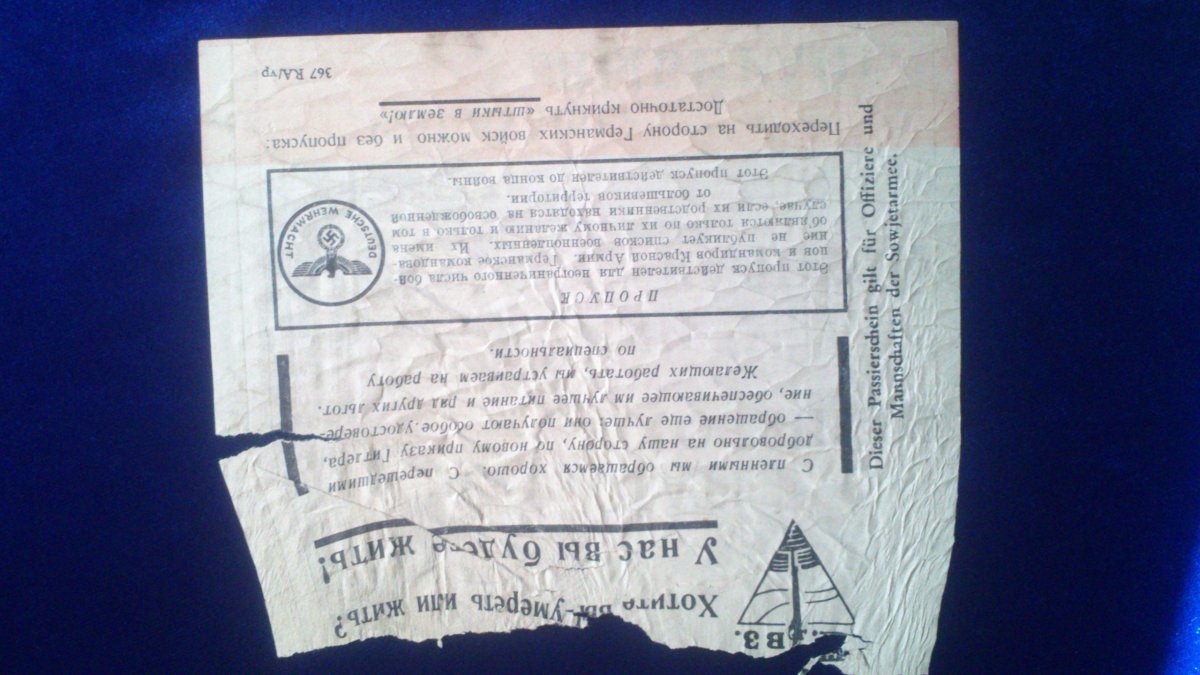 Хотите вы умереть или жить?
У нас вы будете жить!
С пленными мы обращаемся хорошо. С перешедшими
добровольно на нашу сторону, по новому приказу Гитлера,
— обращение еще лучше: они получают особое удостовере-
ние, обеспечивающее им лучшее питание и ряд других льгот.
Желающих работать, мы устраиваем на работу
по специальности.
ПРОПУСК
Этот пропуск действителен для неограниченного числа бой-
цов и командиров Красной Армии. Германское командова-
ние не публикует списков военнопленных. Их имена
об'являются только по их личному желанию и только в том
случае, если их родственники находятся на освобожденной
от большевиков территории.
Этот пропуск действителен до конца войны.
DEUTSCHE WEHRMACHT
Переходить на сторону Германских войск можно и без пропуска:
Достаточно крикнуть «штыки в землю!»
367 RA/vp
Dieser Passierschein gilt für Offiziere und
Mannschaften der Sowjetarmee.